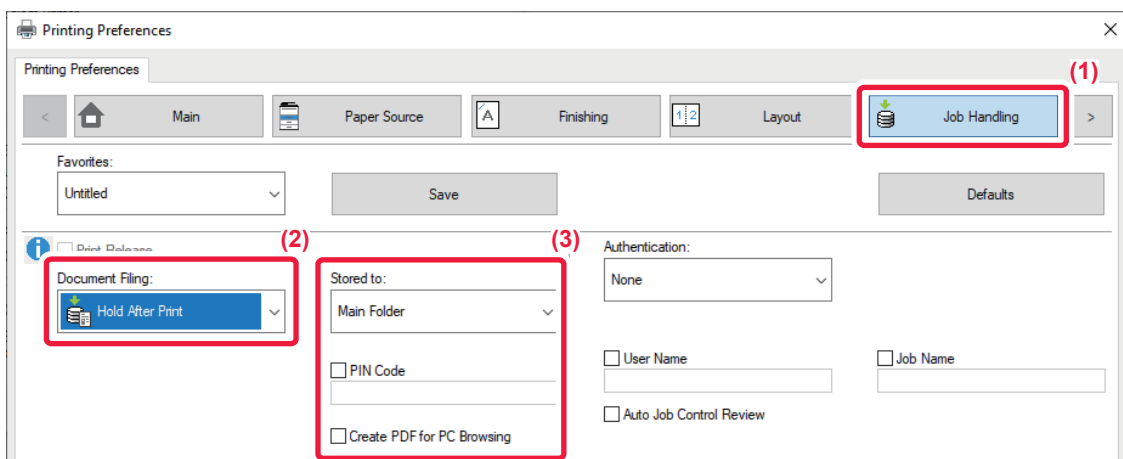 Printing Preferences
Printing Preferences
(1)
< Main Paper Source A Finishing 1 2 Layout Job Handling >
Favorites:
Untitled Save Defaults
Print Release (2) (3) Authentication:
Document Filing: Stored to: None
Hold After Print Main Folder
PIN Code User Name Job Name
Create PDF for PC Browsing Auto Job Control Review